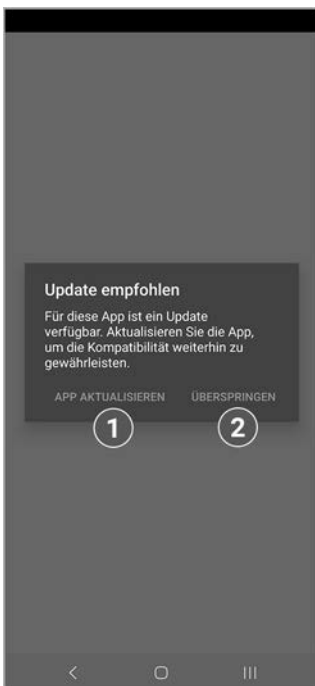 Update empfohlen
Für diese App ist ein Update
verfügbar. Aktualisieren Sie die App,
um die Kompatibilität weiterhin zu
gewährleisten.
APP AKTUALISIEREN ÜBERSPRINGEN
1 2